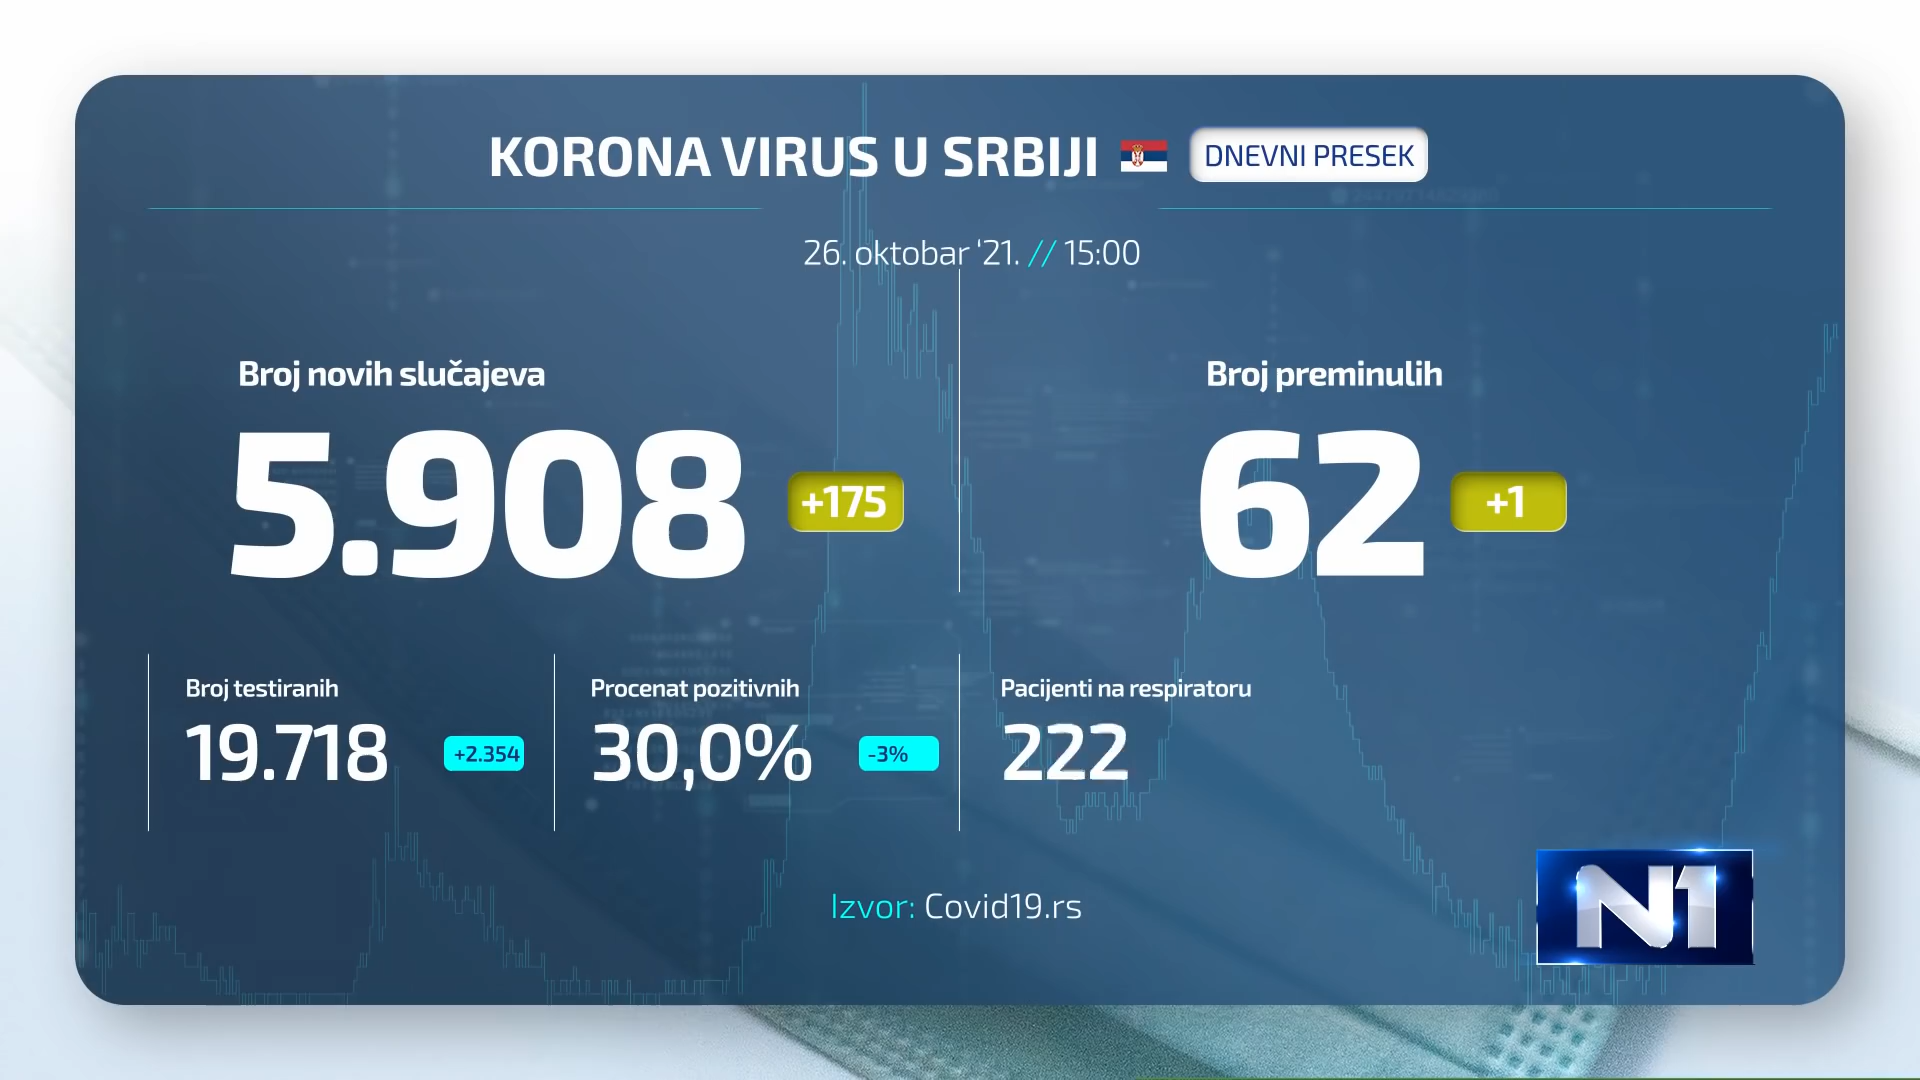 KORONA VIRUS U SRBIJI DNEVNI PRESEK
26. oktobar ‘21. // 15:00
Broj novih slučajeva
5.908 +175
Broj preminulih
62 +1
Broj testiranih
19.718 +2.354
Procenat pozitivnih
30,0% -3%
Pacijenti na respiratoru
222
Izvor: Covid19.rs
N1